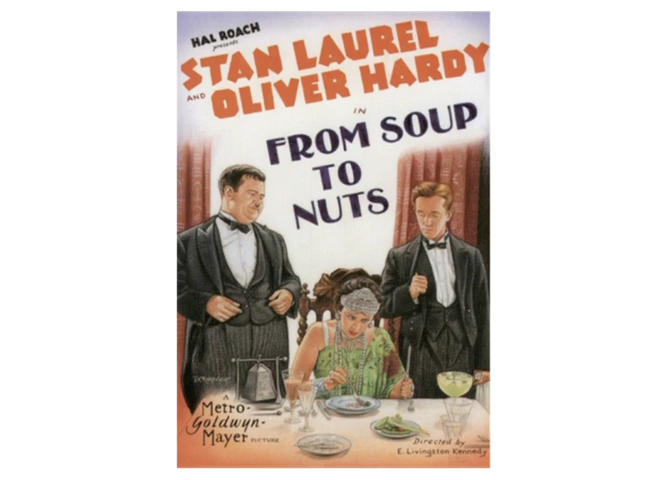 HAL ROACH
presents
STAN LAUREL
AND OLIVER HARDY
IN
FROM SOUP
TO
NUTS
A
Metro-
Goldwyn-
Mayer PICTURE
Directed by
E. Livingston Kennedy